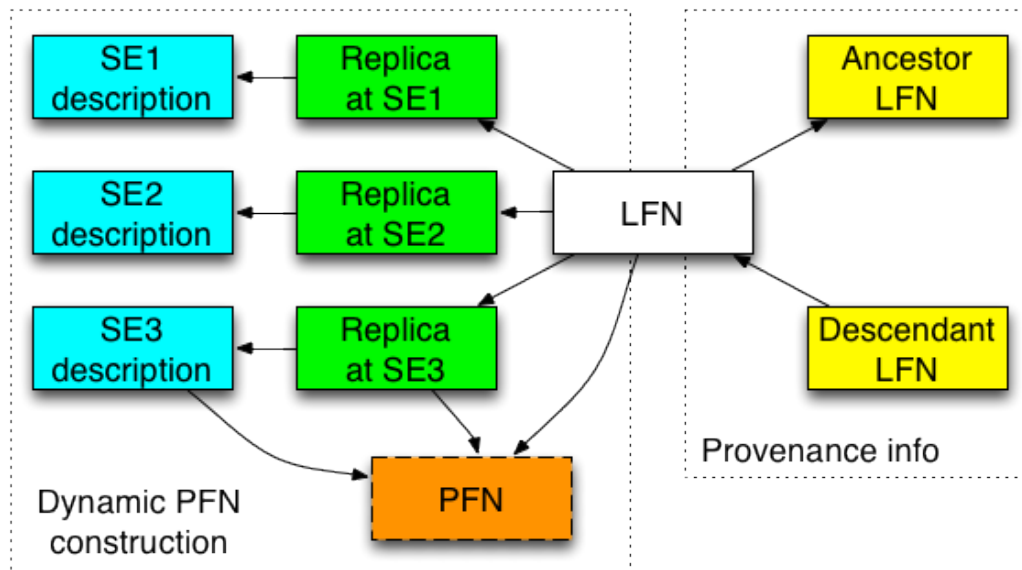 SE1
description
Replica
at SE1
Ancestor
LFN
SE2
description
Replica
at SE2
LFN
SE3
description
Replica
at SE3
Descendant
LFN
Provenance info
Dynamic PFN
construction
PFN